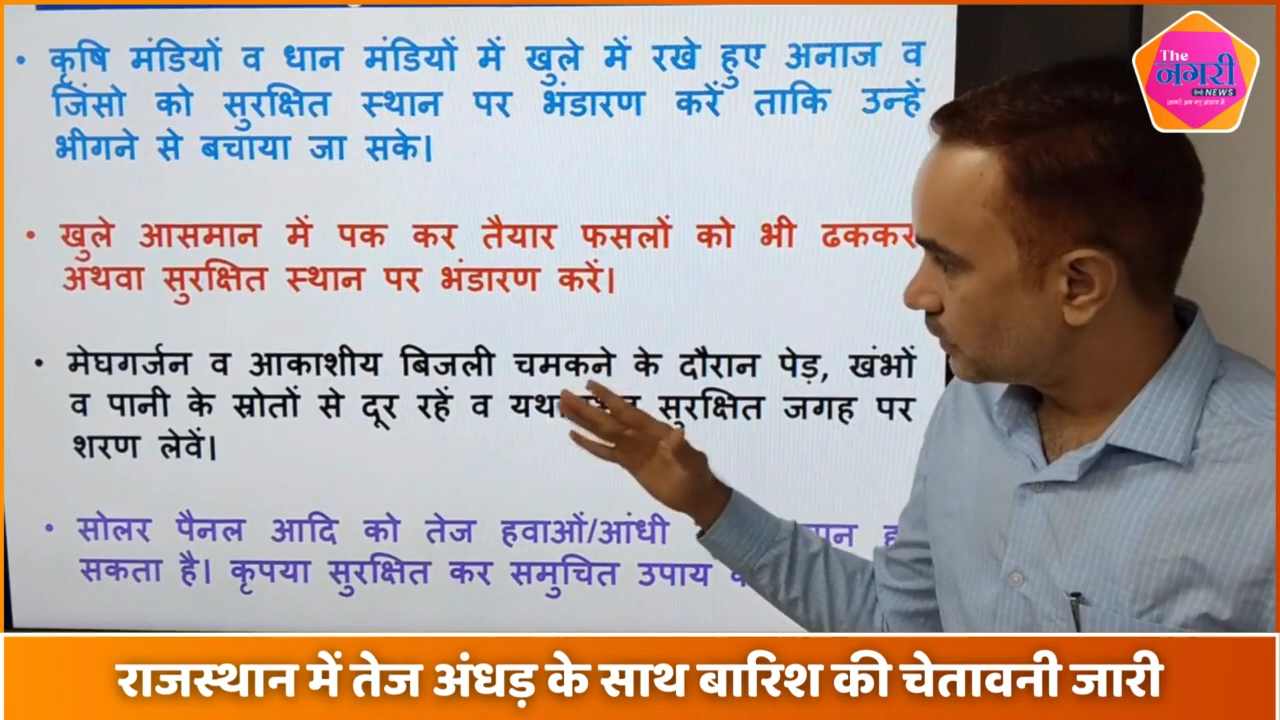 The
नगरी
NEWS
• कृषि मंडियों व धान मंडियों में खुले में रखे हुए अनाज व
जिंसो को सुरक्षित स्थान पर भंडारण करें ताकि उन्हें
भीगने से बचाया जा सके।
• खुले आसमान में पक कर तैयार फसलों को भी ढककर
अथवा सुरक्षित स्थान पर भंडारण करें।
• मेघगर्जन व आकाशीय बिजली चमकने के दौरान पेड़, खंभों
व पानी के स्रोतों से दूर रहें व सुरक्षित जगह पर
शरण लेवें।
• सोलर पैनल आदि को तेज हवाओं/आंधी
सकता है। कृपया सुरक्षित कर समुचित उपाय
राजस्थान में तेज अंधड़ के साथ बारिश की चेतावनी जारी